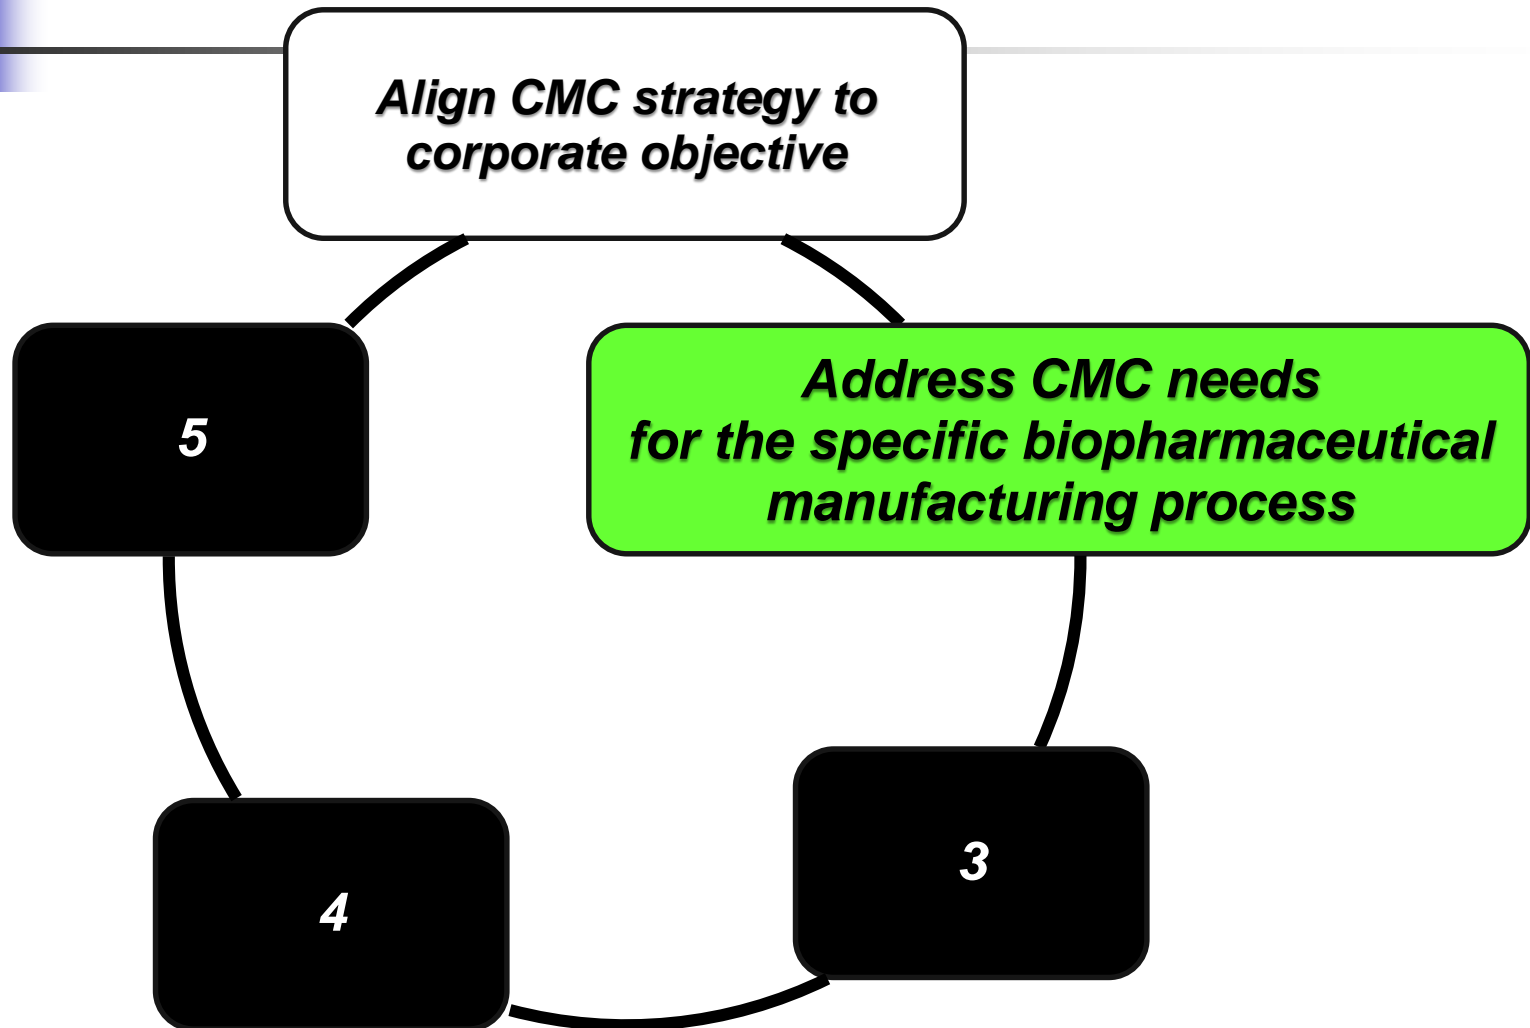 Align CMC strategy to
corporate objective
5
Address CMC needs
for the specific biopharmaceutical
manufacturing process
3
4